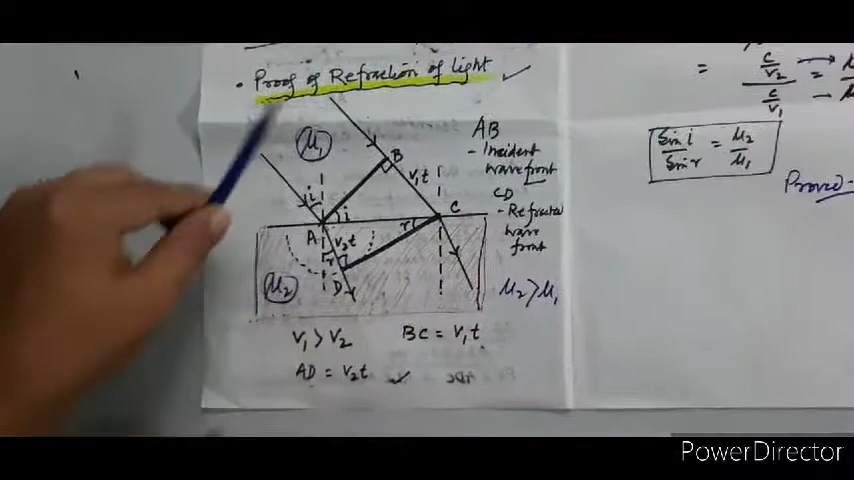 • Proof of Refraction of light ✓
μ₁
B
v₁t
i
i
A
C
r
v₂t
r
D
μ₂
AB
- Incident
wavefront
CD
- Refracted
wave
front
μ₂ > μ₁
v₁ > v₂
BC = v₁t
AD = v₂t ✓
= c/v₂ / c/v₁ =
sin i / sin r = μ₂ / μ₁
Proved
PowerDirector